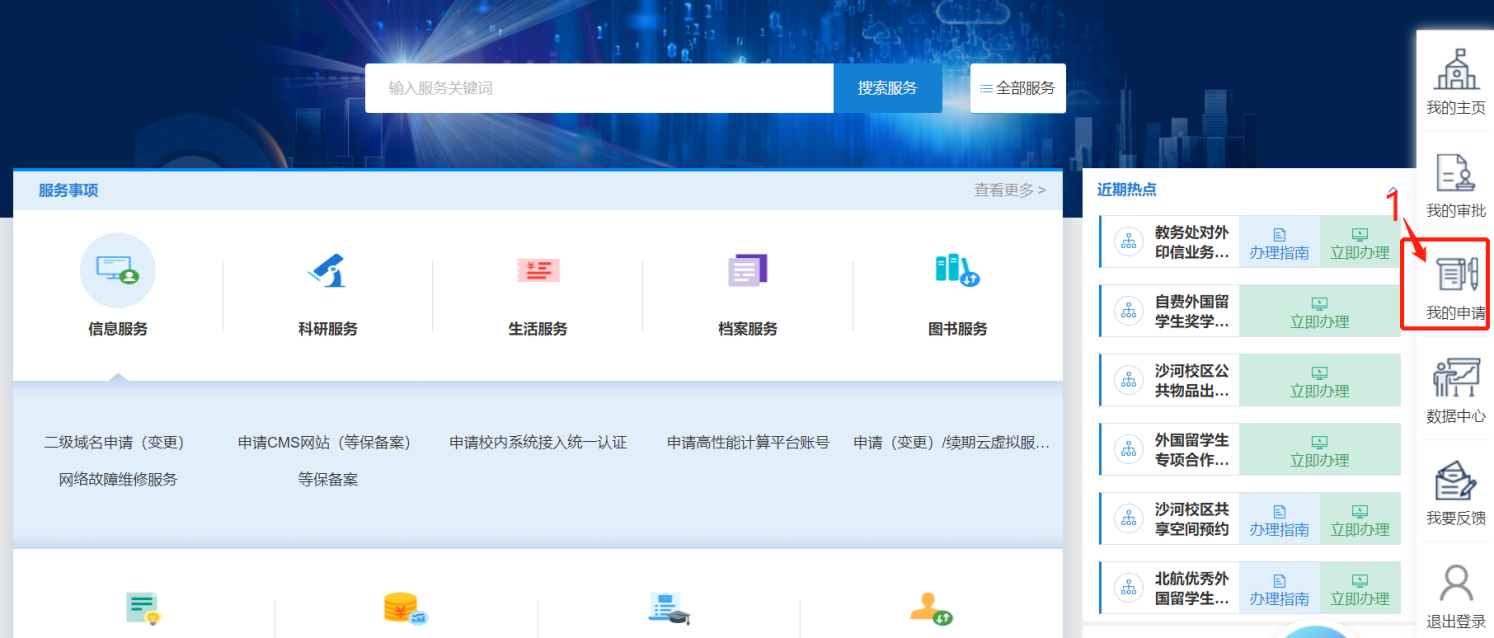 输入服务关键词
搜索服务
全部服务
服务事项
查看更多 >
信息服务
科研服务
生活服务
档案服务
图书服务
二级域名申请（变更）
申请CMS网站（等保备案）
申请校内系统接入统一认证
申请高性能计算平台账号
申请（变更）/续期云虚拟服...
网络故障维修服务
等保备案
近期热点
教务处对外
印信业务...
办理指南
立即办理
自费外国留
学生奖学...
立即办理
沙河校区公
共物品出...
立即办理
外国留学生
专项合作...
立即办理
沙河校区共
享空间预约
办理指南
立即办理
北航优秀外
国留学生...
办理指南
立即办理
我的主页
我的审批
1
我的申请
数据中心
我要反馈
退出登录